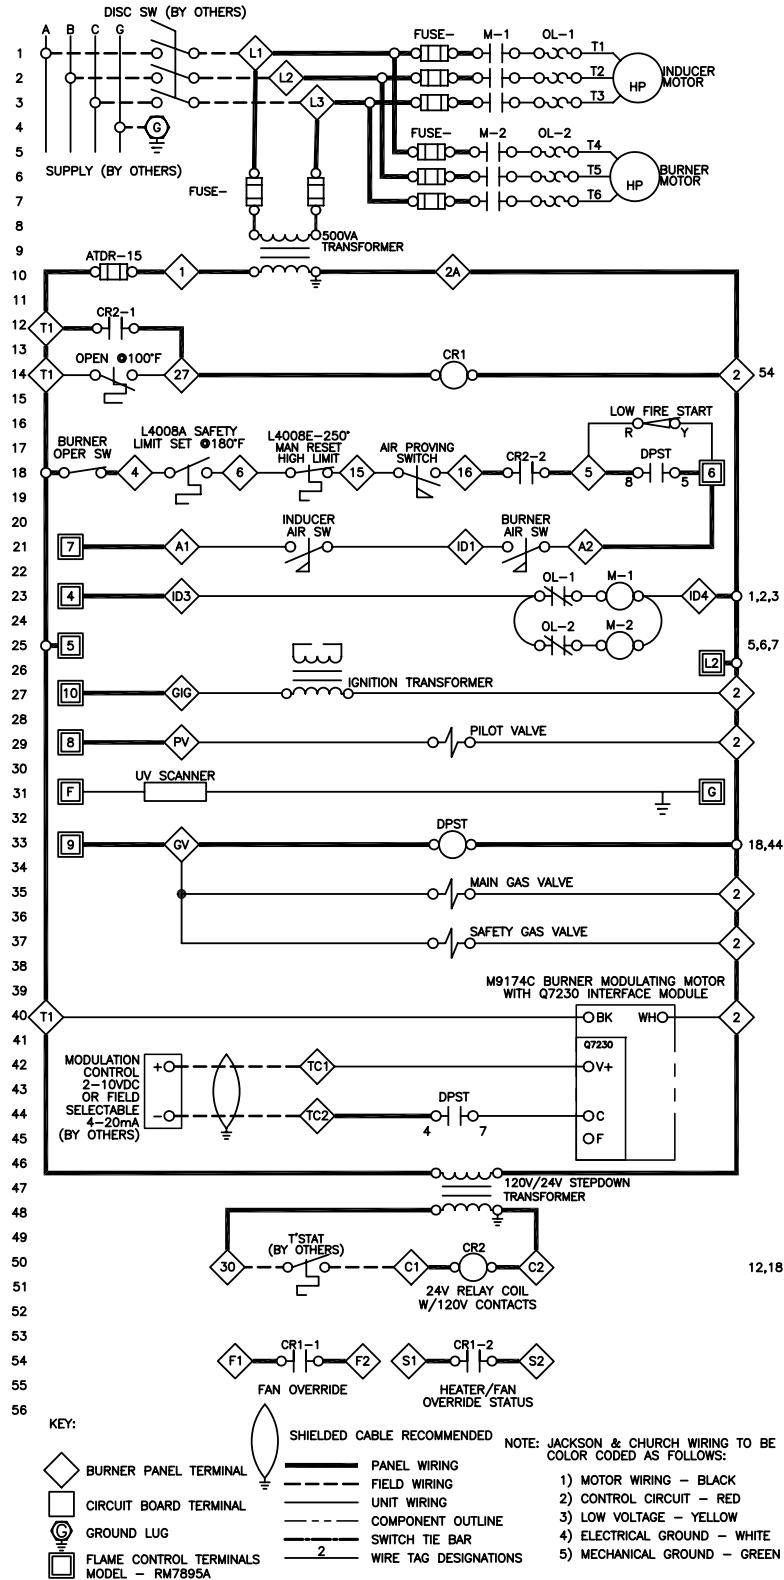 DISC SW (BY OTHERS)
A B C G
FUSE- M-1 OL-1
1 L1 T1
2 L2 T2 INDUCER
HP MOTOR
3 L3 T3
4 G
FUSE- M-2 OL-2
5 T4
SUPPLY (BY OTHERS)
6 T5 BURNER
HP MOTOR
FUSE-
7 T6
8
500VA
TRANSFORMER
9
ATDR-15
10 1 2A
11
CR2-1
12 T1
13
OPEN @100°F CR1
14 T1 27 2 54
15
16 LOW FIRE START
R Y
BURNER
OPER SW
L4008A SAFETY
LIMIT SET @180°F
L4008E-250°
MAN RESET
HIGH LIMIT
AIR PROVING
SWITCH
17 CR2-2 DPST
18 4 6 15 16 5 8 5 6
19
20
INDUCER
AIR SW
BURNER
AIR SW
21 7 A1 ID1 A2
22
OL-1 M-1
23 4 ID3 ID4 1,2,3
24
OL-2 M-2
25 5 5,6,7
26 L2
IGNITION TRANSFORMER
27 10 GIG 2
28
PILOT VALVE
29 8 PV 2
30
UV SCANNER
31 F G
32
DPST
33 9 GV 18,44
34
MAIN GAS VALVE
35 2
36
SAFETY GAS VALVE
37 2
38
M9174C BURNER MODULATING MOTOR
WITH Q7230 INTERFACE MODULE
39
40 T1 BK WH 2
41
Q7230
MODULATION
CONTROL
2-10VDC
OR FIELD
SELECTABLE
4-20mA
(BY OTHERS)
42 + TC1 V+
43
DPST
44 - TC2 4 7 C
45 F
46
47
120V/24V STEPDOWN
TRANSFORMER
48
49
T'STAT
(BY OTHERS)
CR2
50 30 C1 C2 12,18
51
24V RELAY COIL
W/120V CONTACTS
52
53
CR1-1 CR1-2
54 F1 F2 S1 S2
55
FAN OVERRIDE
HEATER/FAN
OVERRIDE STATUS
56
KEY:
BURNER PANEL TERMINAL
CIRCUIT BOARD TERMINAL
G GROUND LUG
FLAME CONTROL TERMINALS
MODEL - RM7895A
SHIELDED CABLE RECOMMENDED
PANEL WIRING
FIELD WIRING
UNIT WIRING
COMPONENT OUTLINE
SWITCH TIE BAR
2 WIRE TAG DESIGNATIONS
NOTE: JACKSON & CHURCH WIRING TO BE
COLOR CODED AS FOLLOWS:
1) MOTOR WIRING - BLACK
2) CONTROL CIRCUIT - RED
3) LOW VOLTAGE - YELLOW
4) ELECTRICAL GROUND - WHITE
5) MECHANICAL GROUND - GREEN